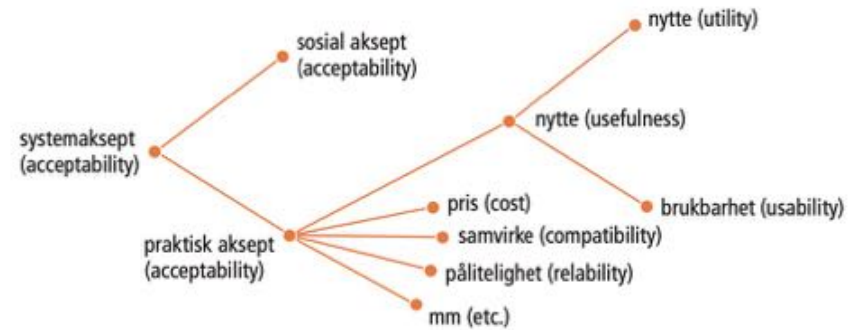 nytte (utility)
sosial aksept
(acceptability)
nytte (usefulness)
systemaksept
(acceptability)
pris (cost)
brukbarhet (usability)
samvirke (compatibility)
praktisk aksept
(acceptability)
pålitelighet (relability)
mm (etc.)